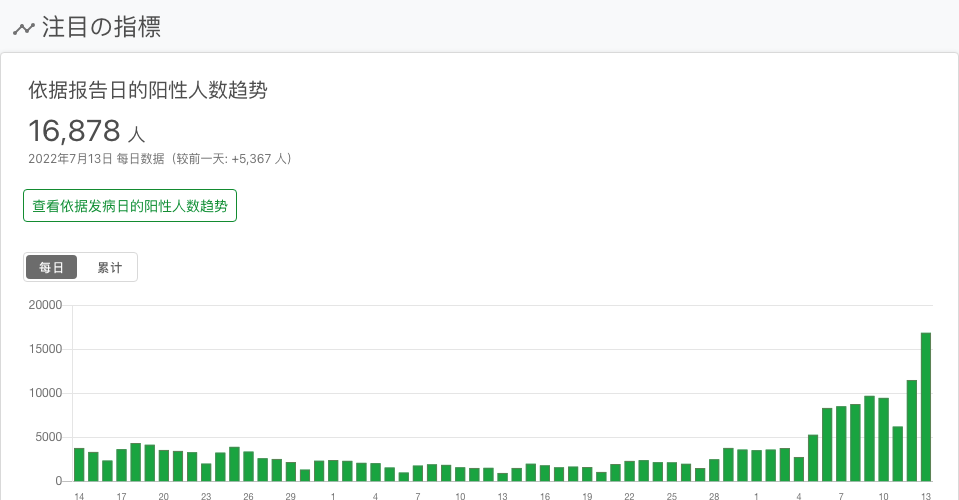 注目の指標
依据报告日的阳性人数趋势
16,878 人
2022年7月13日 每日数据（较前一天: +5,367 人）
查看依据发病日的阳性人数趋势
每日 累计
20000
15000
10000
5000
0
14 17 20 23 26 29 1 4 7 10 13 16 19 22 25 28 1 4 7 10 13